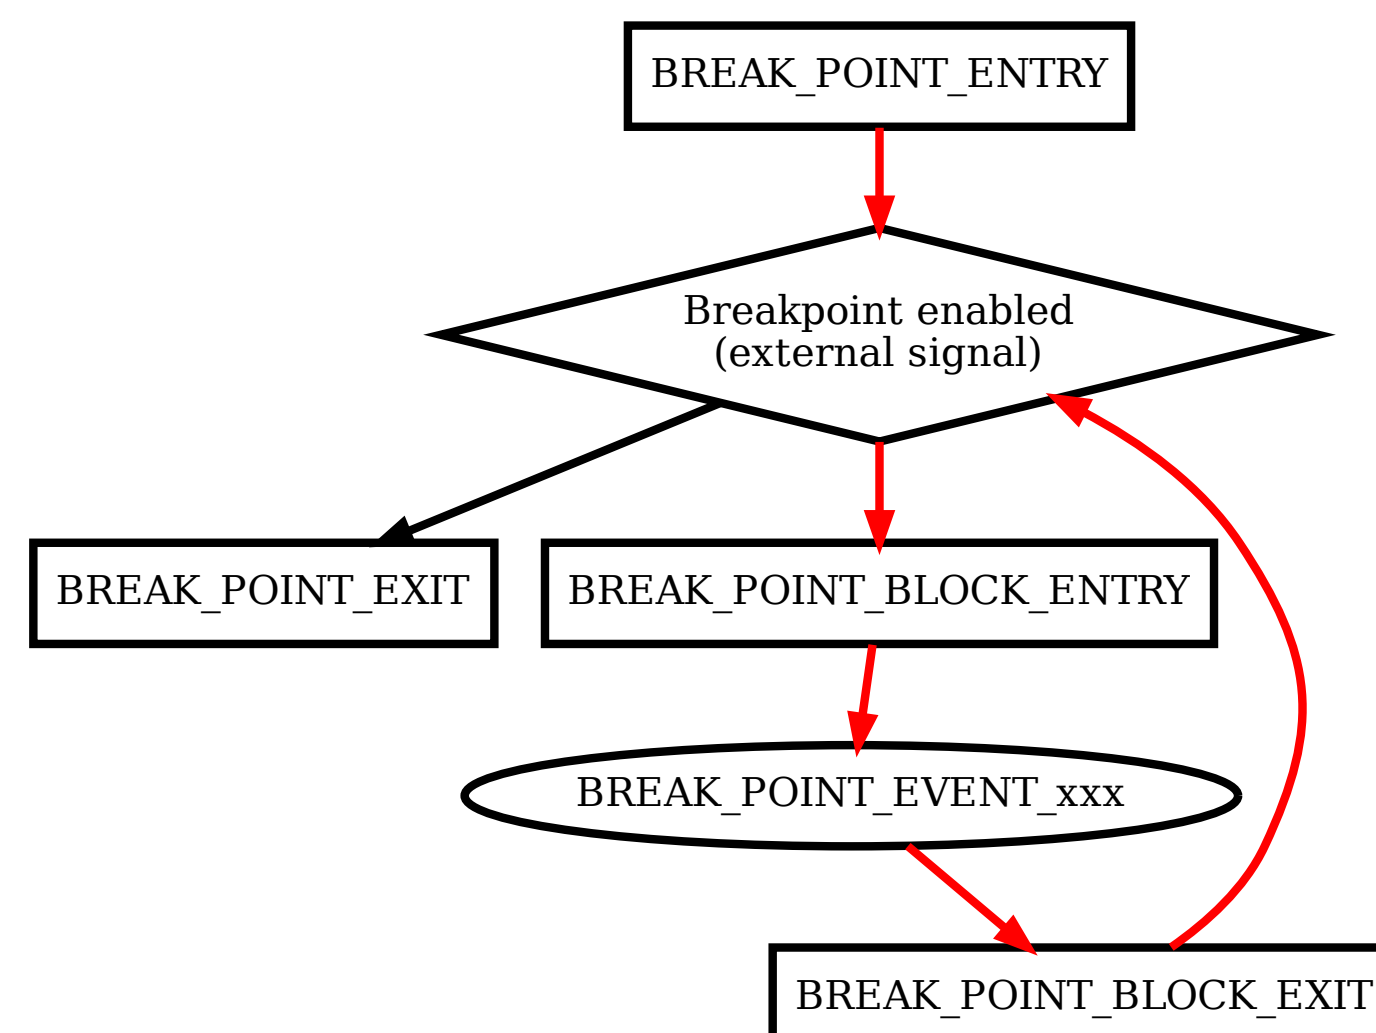 BREAK_POINT_ENTRY
Breakpoint enabled
(external signal)
BREAK_POINT_EXIT
BREAK_POINT_BLOCK_ENTRY
BREAK_POINT_EVENT_xxx
BREAK_POINT_BLOCK_EXIT